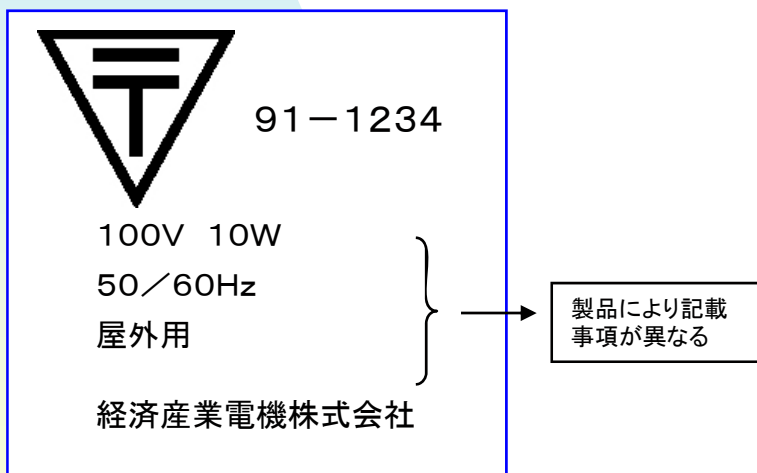 〒
91－1234
100V 10W
50／60Hz
屋外用
経済産業電機株式会社
製品により記載
事項が異なる